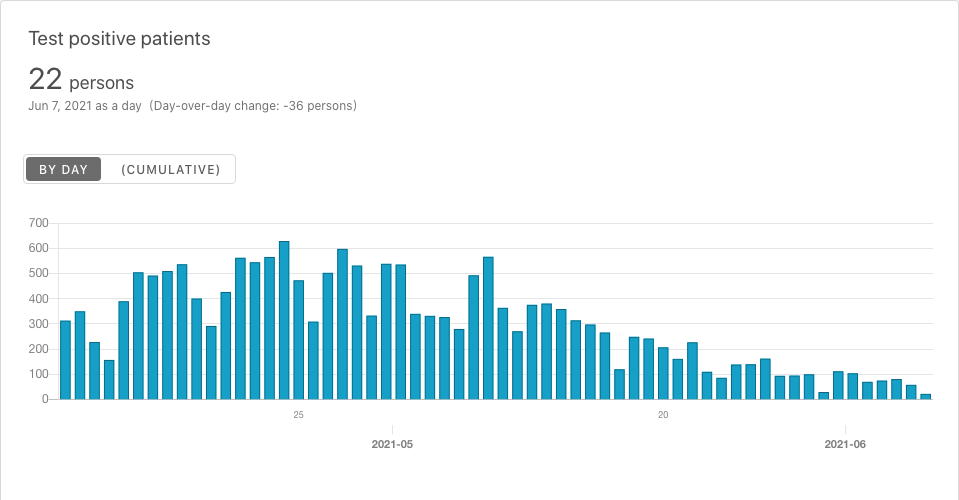 Test positive patients
22 persons
Jun 7, 2021 as a day (Day-over-day change: -36 persons)
BY DAY (CUMULATIVE)
700
600
500
400
300
200
100
0
25 20
2021-05 2021-06